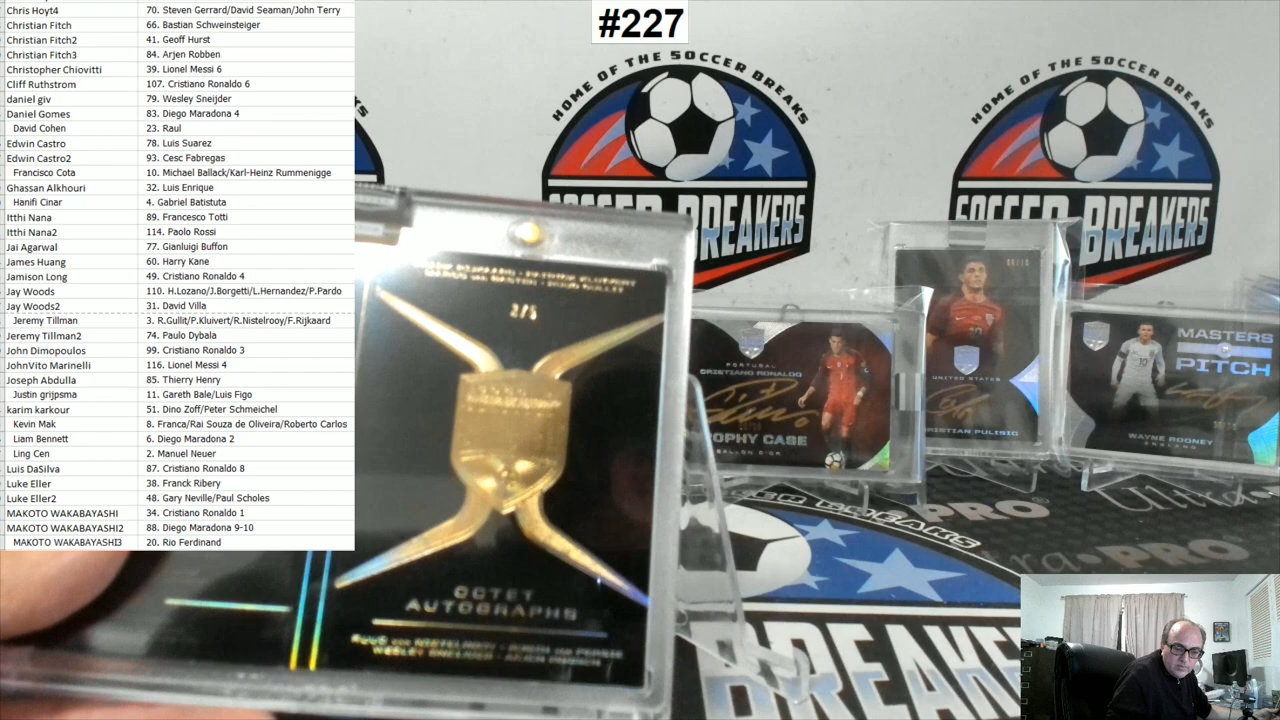 Chris Hoyt4 70. Steven Gerrard/David Seaman/John Terry
Christian Fitch 66. Bastian Schweinsteiger
Christian Fitch2 41. Geoff Hurst
Christian Fitch3 84. Arjen Robben
Christopher Chiovitti 39. Lionel Messi 6
Cliff Ruthstrom 107. Cristiano Ronaldo 6
daniel giv 79. Wesley Sneijder
Daniel Gomes 83. Diego Maradona 4
David Cohen 23. Raul
Edwin Castro 78. Luis Suarez
Edwin Castro2 93. Cesc Fabregas
Francisco Cota 10. Michael Ballack/Karl-Heinz Rummenigge
Ghassan Alkhouri 32. Luis Enrique
Hanifi Cinar 4. Gabriel Batistuta
Itthi Nana 89. Francesco Totti
Itthi Nana2 114. Paolo Rossi
Jai Agarwal 77. Gianluigi Buffon
James Huang 60. Harry Kane
Jamison Long 49. Cristiano Ronaldo 4
Jay Woods 110. H.Lozano/J.Borgetti/L.Hernandez/P.Pardo
Jay Woods2 31. David Villa
Jeremy Tillman 3. R.Gullit/P.Kluivert/R.Nistelrooy/F.Rijkaard
Jeremy Tillman2 74. Paulo Dybala
John Dimopoulos 99. Cristiano Ronaldo 3
JohnVito Marinelli 116. Lionel Messi 4
Joseph Abdulla 85. Thierry Henry
Justin grijpsma 11. Gareth Bale/Luis Figo
karim karkour 51. Dino Zoff/Peter Schmeichel
Kevin Mak 8. Franca/Rai Souza de Oliveira/Roberto Carlos
Liam Bennett 6. Diego Maradona 2
Ling Cen 2. Manuel Neuer
Luis DaSilva 87. Cristiano Ronaldo 8
Luke Eller 38. Franck Ribery
Luke Eller2 48. Gary Neville/Paul Scholes
MAKOTO WAKABAYASHI 34. Cristiano Ronaldo 1
MAKOTO WAKABAYASHI2 88. Diego Maradona 9-10
MAKOTO WAKABAYASHI3 20. Rio Ferdinand
#227
HOME OF THE SOCCER BREAKS
SOCCER BREAKERS
HOME OF THE SOCCER BREAKS
SOCCER BREAKERS
2/5
OCTET
AUTOGRAPHS
PORTUGAL
CRISTIANO RONALDO
TROPHY CASE
BALLON D'OR
UNITED STATES
CHRISTIAN PULISIC
MASTERS
PITCH
WAYNE ROONEY
ENGLAND
BREAKS
PRO
Ultra
PRO
BREAKE